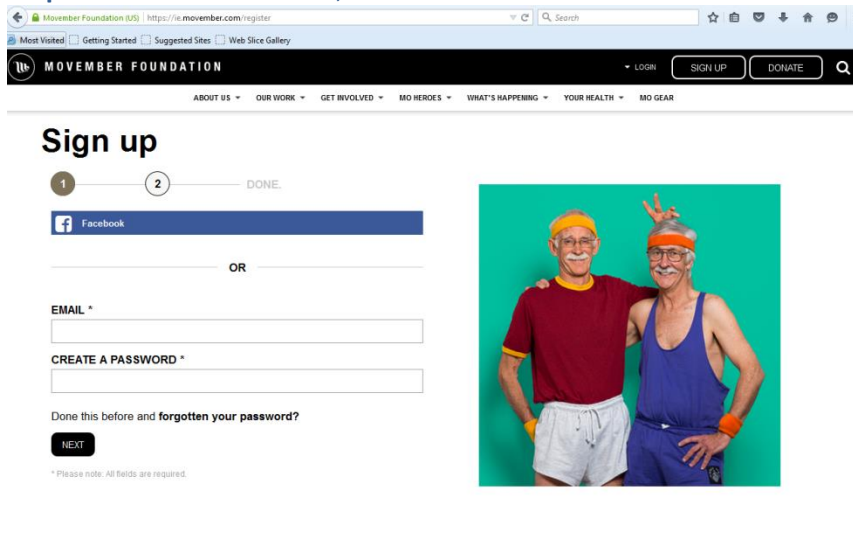 Movember Foundation (US) https://ie.movember.com/register
Search
Most Visited Getting Started Suggested Sites Web Slice Gallery
MOVEMBER FOUNDATION LOGIN SIGN UP DONATE
ABOUT US OUR WORK GET INVOLVED MO HEROES WHAT'S HAPPENING YOUR HEALTH MO GEAR
Sign up
1 2 DONE.
f Facebook
OR
EMAIL *
CREATE A PASSWORD *
Done this before and forgotten your password?
NEXT
* Please note: All fields are required.